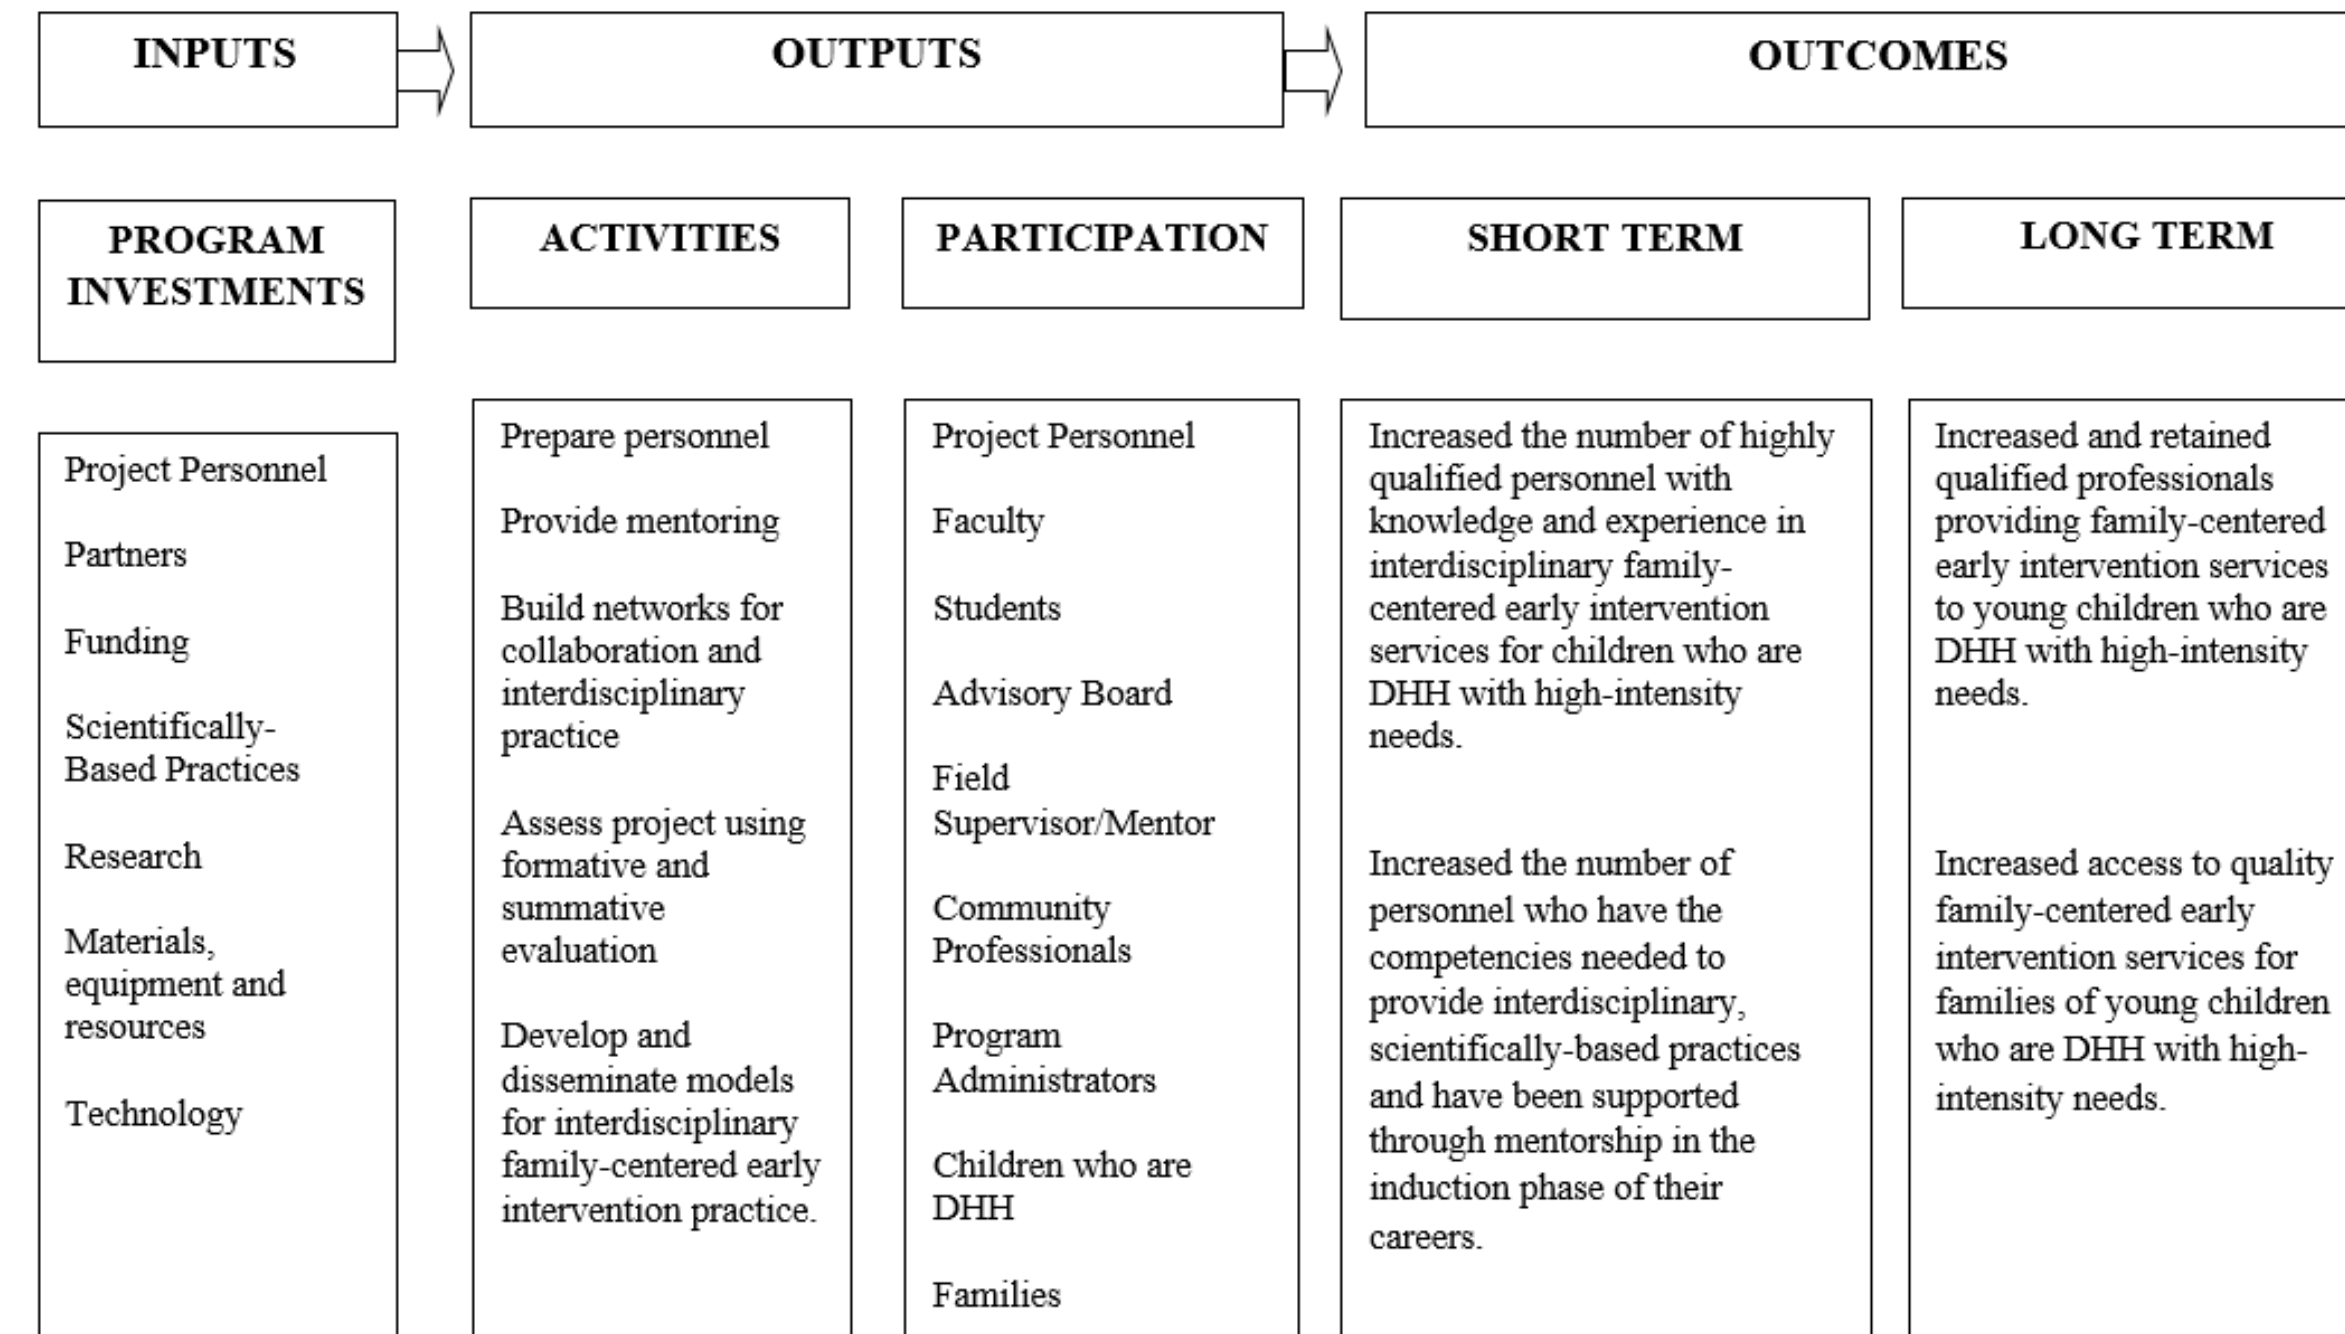 INPUTS
OUTPUTS
OUTCOMES
PROGRAM
INVESTMENTS
ACTIVITIES
PARTICIPATION
SHORT TERM
LONG TERM
Project Personnel
Partners
Funding
Scientifically-
Based Practices
Research
Materials,
equipment and
resources
Technology
Prepare personnel
Provide mentoring
Build networks for
collaboration and
interdisciplinary
practice
Assess project using
formative and
summative
evaluation
Develop and
disseminate models
for interdisciplinary
family-centered early
intervention practice.
Project Personnel
Faculty
Students
Advisory Board
Field
Supervisor/Mentor
Community
Professionals
Program
Administrators
Children who are
DHH
Families
Increased the number of highly
qualified personnel with
knowledge and experience in
interdisciplinary family-
centered early intervention
services for children who are
DHH with high-intensity
needs.
Increased the number of
personnel who have the
competencies needed to
provide interdisciplinary,
scientifically-based practices
and have been supported
through mentorship in the
induction phase of their
careers.
Increased and retained
qualified professionals
providing family-centered
early intervention services
to young children who are
DHH with high-intensity
needs.
Increased access to quality
family-centered early
intervention services for
families of young children
who are DHH with high-
intensity needs.